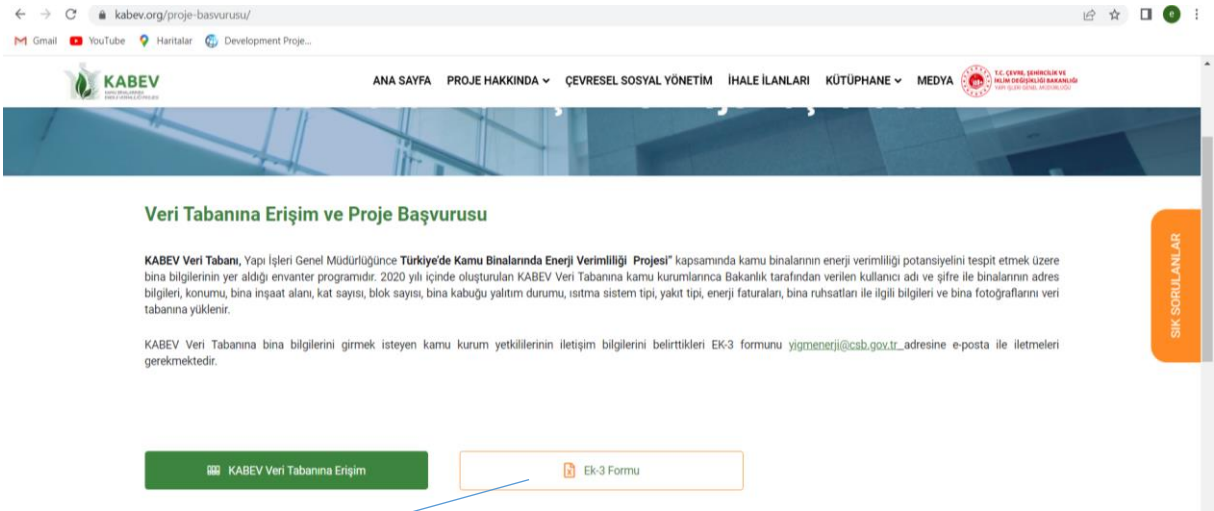 kabev.org/proje-basvurusu/
e
Gmail YouTube Haritalar Development Proje...
KABEV
ANA SAYFA PROJE HAKKINDA ÇEVRESEL SOSYAL YÖNETİM İHALE İLANLARI KÜTÜPHANE MEDYA
T.C. ÇEVRE, ŞEHİRCİLİK VE
İKLİM DEĞİŞİKLİĞİ BAKANLIĞI
YAPI İŞLERİ GENEL MÜDÜRLÜĞÜ
Veri Tabanına Erişim ve Proje Başvurusu
KABEV Veri Tabanı, Yapı İşleri Genel Müdürlüğünce Türkiye'de Kamu Binalarında Enerji Verimliliği Projesi" kapsamında kamu binalarının enerji verimliliği potansiyelini tespit etmek üzere
bina bilgilerinin yer aldığı envanter programıdır. 2020 yılı içinde oluşturulan KABEV Veri Tabanına kamu kurumlarınca Bakanlık tarafından verilen kullanıcı adı ve şifre ile binalarının adres
bilgileri, konumu, bina inşaat alanı, kat sayısı, blok sayısı, bina kabuğu yalıtım durumu, ısıtma sistem tipi, yakıt tipi, enerji faturaları, bina ruhsatları ile ilgili bilgileri ve bina fotoğraflarını veri
tabanına yüklenir.
KABEV Veri Tabanına bina bilgilerini girmek isteyen kamu kurum yetkililerinin iletişim bilgilerini belirttikleri EK-3 formunu yigmenerji@csb.gov.tr_adresine e-posta ile iletmeleri
gerekmektedir.
SIK SORULANLAR
KABEV Veri Tabanına Erişim
Ek-3 Formu